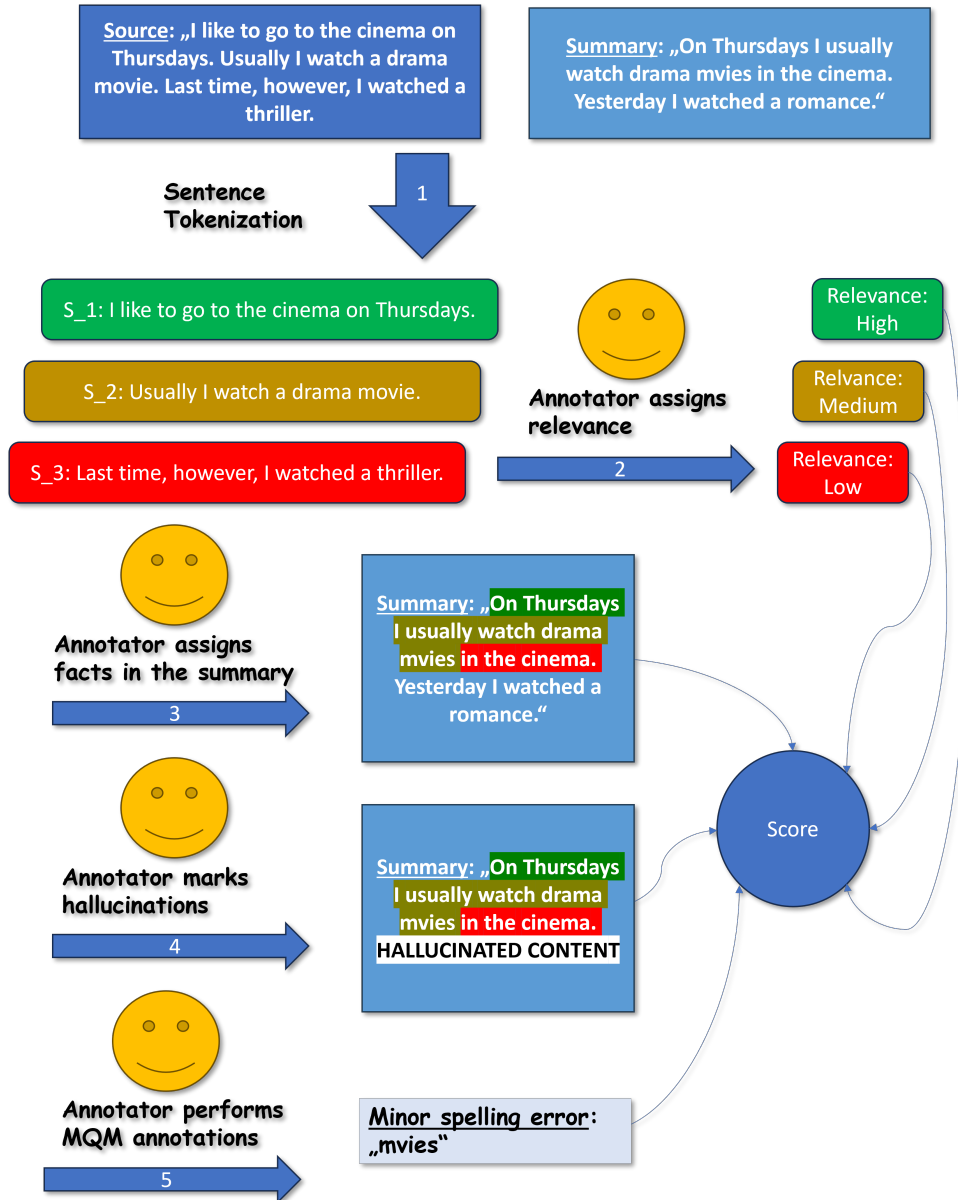 Source: „I like to go to the cinema on
Thursdays. Usually I watch a drama
movie. Last time, however, I watched a
thriller.
Summary: „On Thursdays I usually
watch drama mvies in the cinema.
Yesterday I watched a romance.“
Sentence
Tokenization
1
S_1: I like to go to the cinema on Thursdays.
S_2: Usually I watch a drama movie.
S_3: Last time, however, I watched a thriller.
Annotator assigns
relevance
2
Relevance:
High
Relvance:
Medium
Relevance:
Low
Annotator assigns
facts in the summary
3
Summary: „On Thursdays
I usually watch drama
mvies in the cinema.
Yesterday I watched a
romance.“
Score
Annotator marks
hallucinations
4
Summary: „On Thursdays
I usually watch drama
mvies in the cinema.
HALLUCINATED CONTENT
Annotator performs
MQM annotations
5
Minor spelling error:
„mvies“